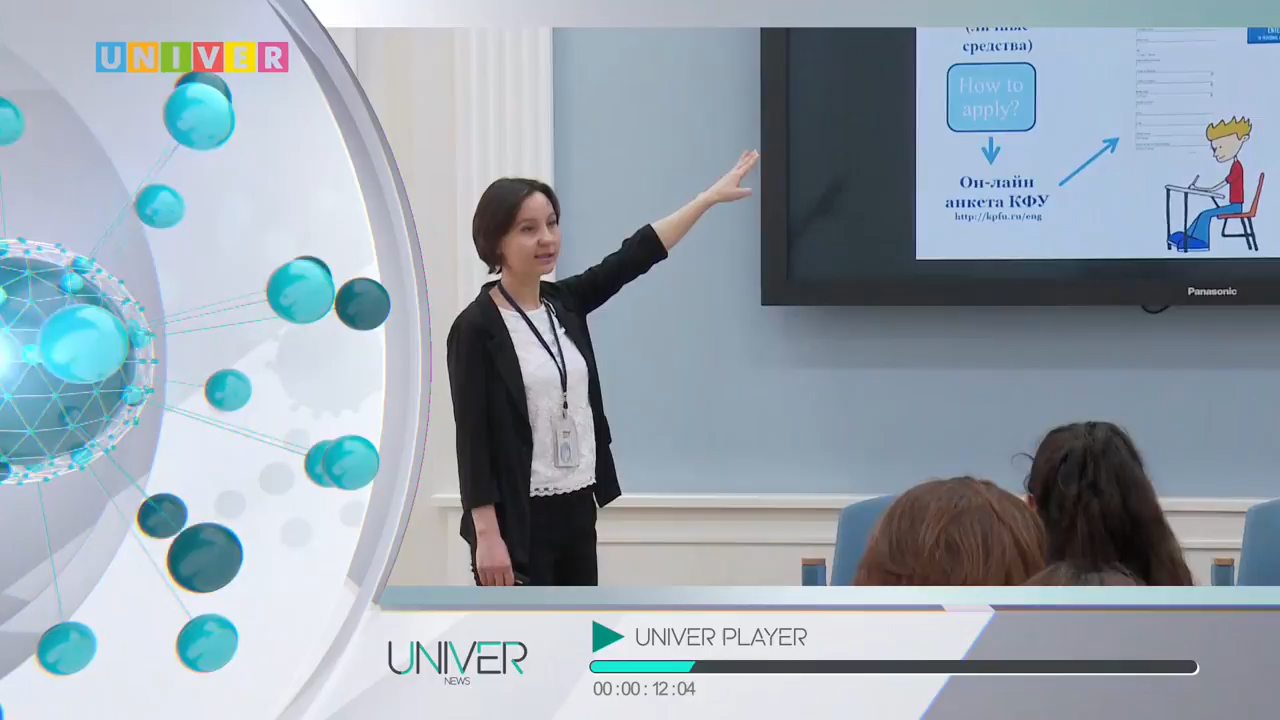 UNIVER
средства)
How to
apply?
Он-лайн
анкета КФУ
http://kpfu.ru/eng
Panasonic
UNIVER PLAYER
UNIVER
NEWS
00:00:12:04